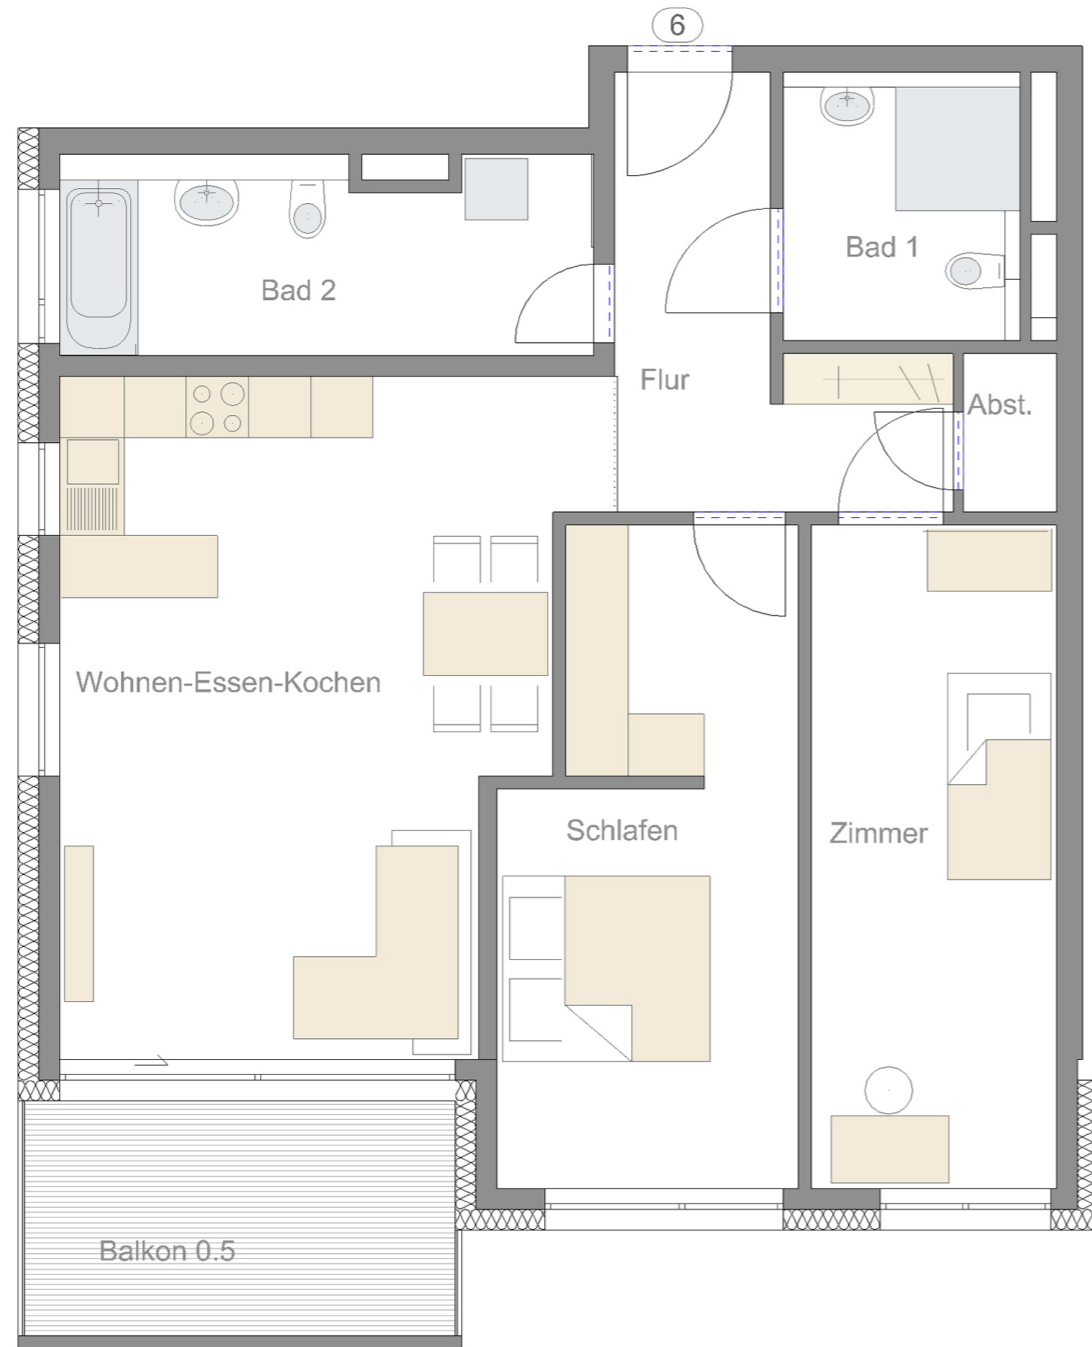 6
Bad 1
Bad 2
Flur
Abst.
Wohnen-Essen-Kochen
Schlafen
Zimmer
Balkon 0.5